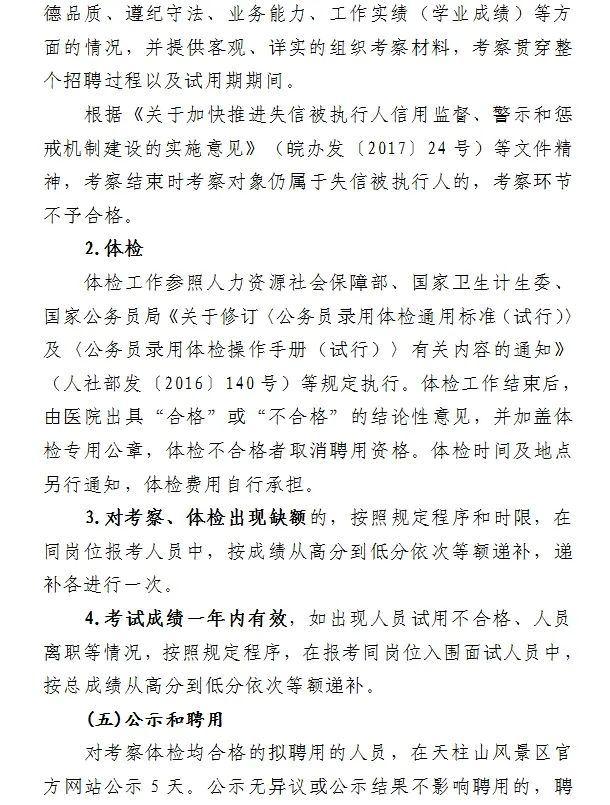 德品质、遵纪守法、业务能力、工作实绩（学业成绩）等方
面的情况，并提供客观、详实的组织考察材料，考察贯穿整
个招聘过程以及试用期期间。
根据《关于加快推进失信被执行人信用监督、警示和惩
戒机制建设的实施意见》（皖办发〔2017〕24 号）等文件精
神，考察结束时考察对象仍属于失信被执行人的，考察环节
不予合格。
2.体检
体检工作参照人力资源社会保障部、国家卫生计生委、
国家公务员局《关于修订〈公务员录用体检通用标准（试行）〉
及〈公务员录用体检操作手册（试行）〉有关内容的通知》
（人社部发〔2016〕140 号）等规定执行。体检工作结束后，
由医院出具“合格”或“不合格”的结论性意见，并加盖体
检专用公章，体检不合格者取消聘用资格。体检时间及地点
另行通知，体检费用自行承担。
3.对考察、体检出现缺额的，按照规定程序和时限，在
同岗位报考人员中，按成绩从高分到低分依次等额递补，递
补各进行一次。
4.考试成绩一年内有效，如出现人员试用不合格、人员
离职等情况，按照规定程序，在报考同岗位入围面试人员中，
按总成绩从高分到低分依次等额递补。
(五)公示和聘用
对考察体检均合格的拟聘用的人员，在天柱山风景区官
方网站公示 5 天。公示无异议或公示结果不影响聘用的，聘